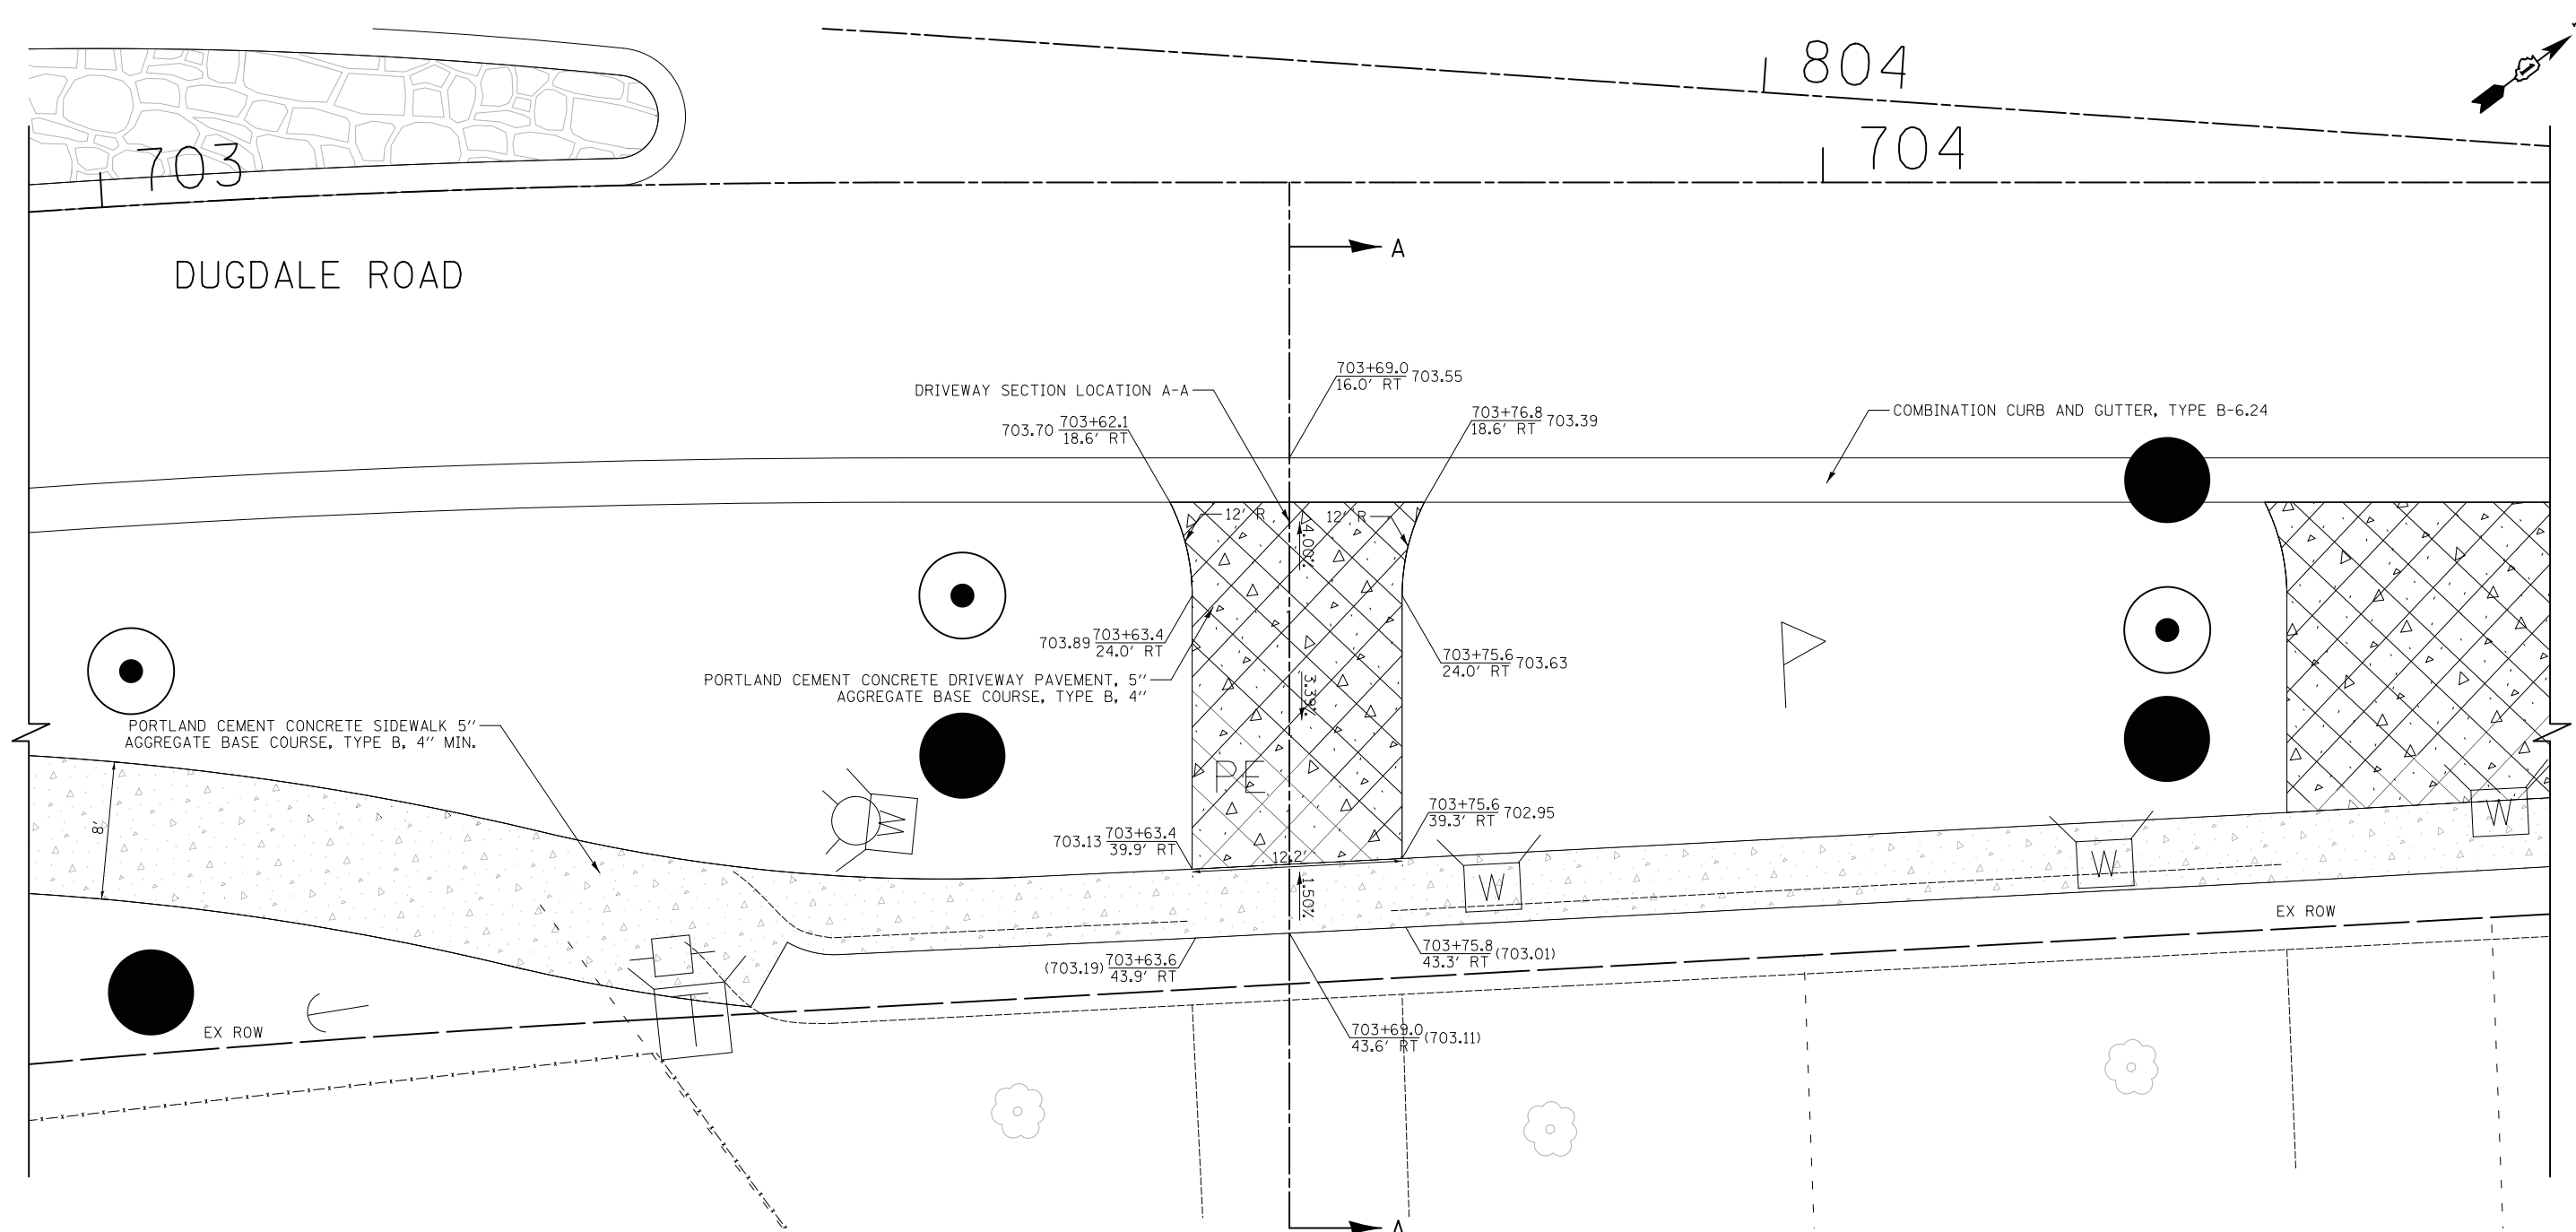 804
704
703
A
DUGDALE ROAD
703+69.0 703.55
16.0' RT
DRIVEWAY SECTION LOCATION A-A
703.70 703+62.1
18.6' RT
703+76.8 703.39
18.6' RT
COMBINATION CURB AND GUTTER, TYPE B-6.24
12' R
12' R
4.00%
703.89 703+63.4
24.0' RT
703+75.6 703.63
24.0' RT
PORTLAND CEMENT CONCRETE DRIVEWAY PAVEMENT, 5"
AGGREGATE BASE COURSE, TYPE B, 4"
3.39%
PORTLAND CEMENT CONCRETE SIDEWALK 5"
AGGREGATE BASE COURSE, TYPE B, 4" MIN.
PE
8'
W
W
703.13 703+63.4
39.9' RT
703+75.6 702.95
39.3' RT
12.2'
W
W
1.50%
EX ROW
(703.19) 703+63.6
43.9' RT
703+75.8 (703.01)
43.3' RT
T
EX ROW
703+69.0 (703.11)
43.6' RT
A